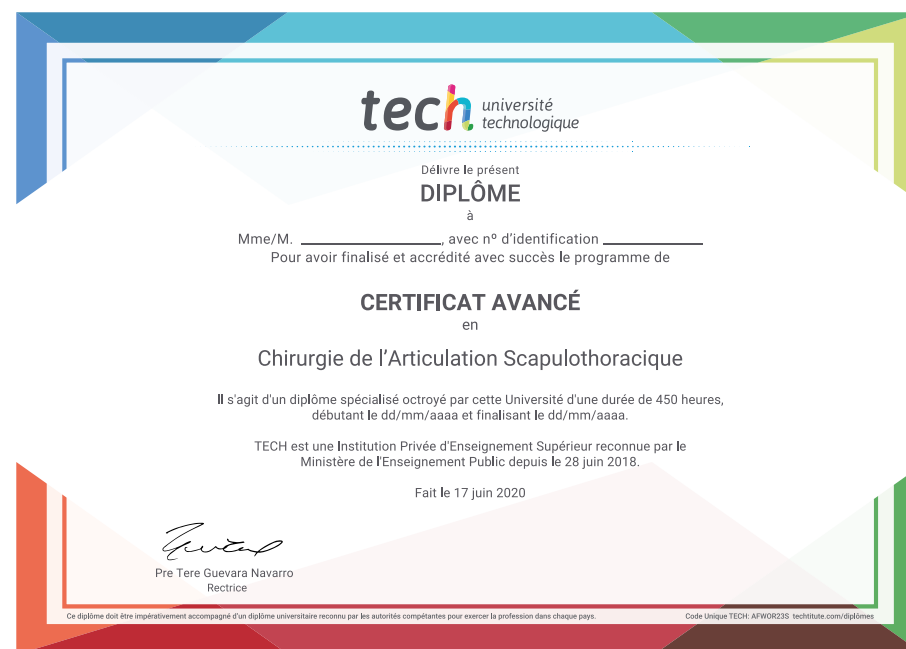 tech université
technologique
Délivre le présent
DIPLÔME
à
Mme/M. ____________________, avec nº d'identification ______________
Pour avoir finalisé et accrédité avec succès le programme de
CERTIFICAT AVANCÉ
en
Chirurgie de l'Articulation Scapulothoracique
Il s'agit d'un diplôme spécialisé octroyé par cette Université d'une durée de 450 heures,
débutant le dd/mm/aaaa et finalisant le dd/mm/aaaa.
TECH est une Institution Privée d'Enseignement Supérieur reconnue par le
Ministère de l'Enseignement Public depuis le 28 juin 2018.
Fait le 17 juin 2020
Pre Tere Guevara Navarro
Rectrice
Ce diplôme doit être impérativement accompagné d'un diplôme universitaire reconnu par les autorités compétantes pour exercer la profession dans chaque pays.
Code Unique TECH: AFWOR23S techtitute.com/diplômes